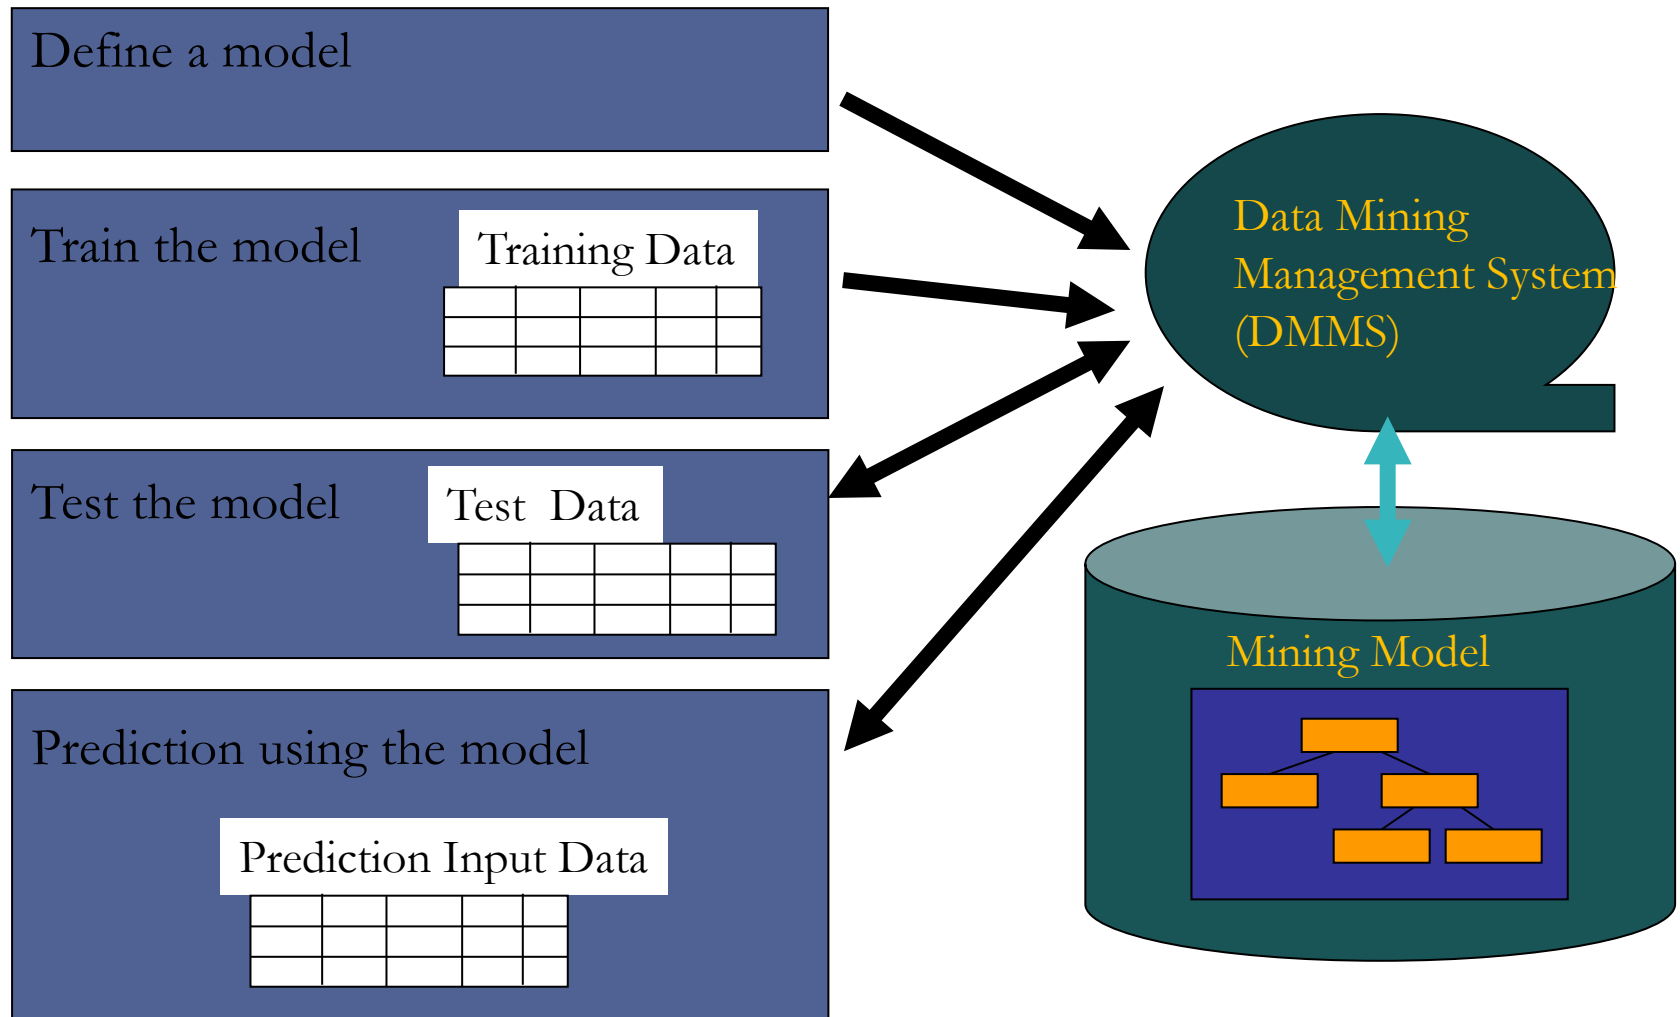 Define a model
Train the model
Training Data
Test the model
Test Data
Prediction using the model
Prediction Input Data
Data Mining
Management System
(DMMS)
Mining Model